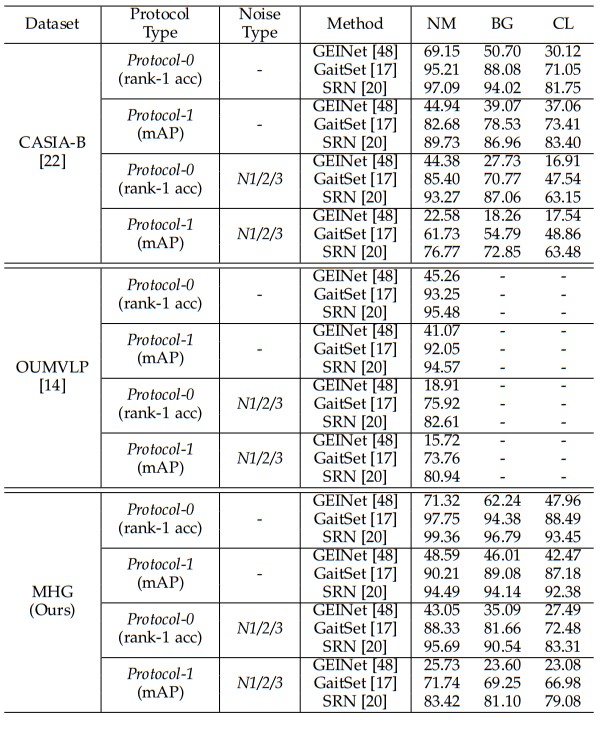 Dataset Protocol Type Noise Type Method NM BG CL
CASIA-B [22]
Protocol-0 (rank-1 acc) -
GEINet [48] 69.15 50.70 30.12
GaitSet [17] 95.21 88.08 71.05
SRN [20] 97.09 94.02 81.75
Protocol-1 (mAP) -
GEINet [48] 44.94 39.07 37.06
GaitSet [17] 82.68 78.53 73.41
SRN [20] 89.73 86.96 83.40
Protocol-0 (rank-1 acc) N1/2/3
GEINet [48] 44.38 27.73 16.91
GaitSet [17] 85.40 70.77 47.54
SRN [20] 93.27 87.06 63.15
Protocol-1 (mAP) N1/2/3
GEINet [48] 22.58 18.26 17.54
GaitSet [17] 61.73 54.79 48.86
SRN [20] 76.77 72.85 63.48
OUMVLP [14]
Protocol-0 (rank-1 acc) -
GEINet [48] 45.26 - -
GaitSet [17] 93.25 - -
SRN [20] 95.48 - -
Protocol-1 (mAP) -
GEINet [48] 41.07 - -
GaitSet [17] 92.05 - -
SRN [20] 94.57 - -
Protocol-0 (rank-1 acc) N1/2/3
GEINet [48] 18.91 - -
GaitSet [17] 75.92 - -
SRN [20] 82.61 - -
Protocol-1 (mAP) N1/2/3
GEINet [48] 15.72 - -
GaitSet [17] 73.76 - -
SRN [20] 80.94 - -
MHG (Ours)
Protocol-0 (rank-1 acc) -
GEINet [48] 71.32 62.24 47.96
GaitSet [17] 97.75 94.38 88.49
SRN [20] 99.36 96.79 93.45
Protocol-1 (mAP) -
GEINet [48] 48.59 46.01 42.47
GaitSet [17] 90.21 89.08 87.18
SRN [20] 94.49 94.14 92.38
Protocol-0 (rank-1 acc) N1/2/3
GEINet [48] 43.05 35.09 27.49
GaitSet [17] 88.33 81.66 72.48
SRN [20] 95.69 90.54 83.31
Protocol-1 (mAP) N1/2/3
GEINet [48] 25.73 23.60 23.08
GaitSet [17] 71.74 69.25 66.98
SRN [20] 83.42 81.10 79.08